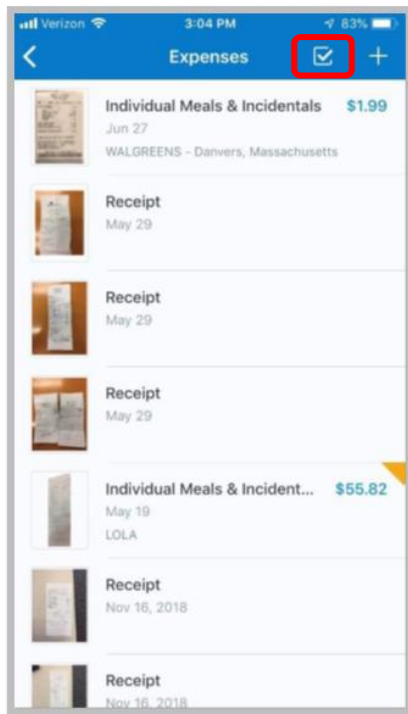 Verizon 3:04 PM 83%
Expenses
Individual Meals & Incidentals $1.99
Jun 27
WALGREENS - Danvers, Massachusetts
Receipt
May 29
Receipt
May 29
Receipt
May 29
Individual Meals & Incident... $55.82
May 19
LOLA
Receipt
Nov 16, 2018
Receipt
Nov 16, 2018